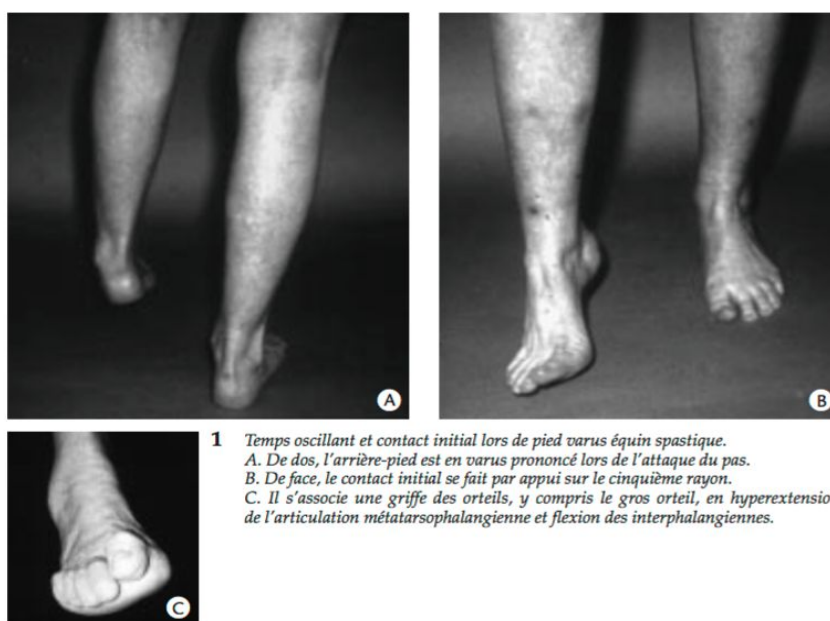 A
B
C
1 Temps oscillant et contact initial lors de pied varus équin spastique.
A. De dos, l'arrière-pied est en varus prononcé lors de l'attaque du pas.
B. De face, le contact initial se fait par appui sur le cinquième rayon.
C. Il s'associe une griffe des orteils, y compris le gros orteil, en hyperextensio
de l'articulation métatarsophalangienne et flexion des interphalangiennes.